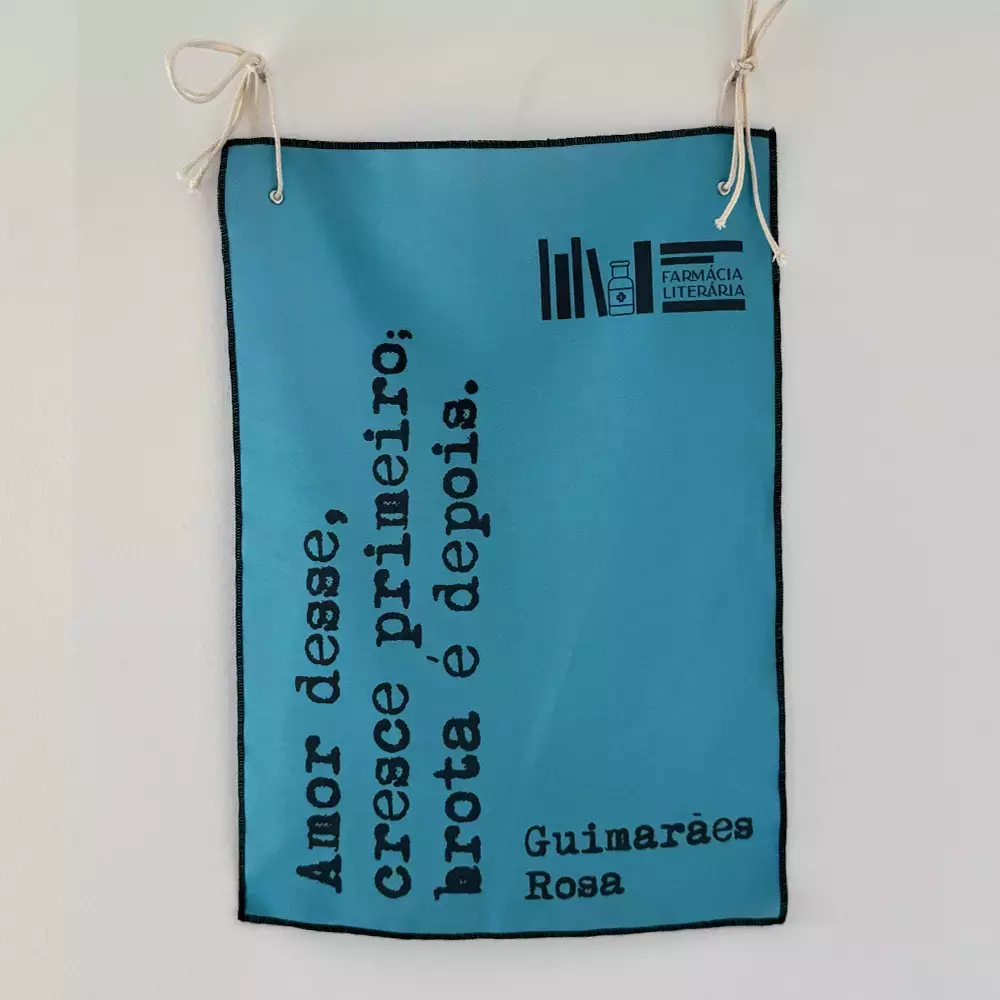 FARMÁCIA
LITERÁRIA
Amor desse,
cresce primeiro;
brota é depois.
Guimarães
Rosa